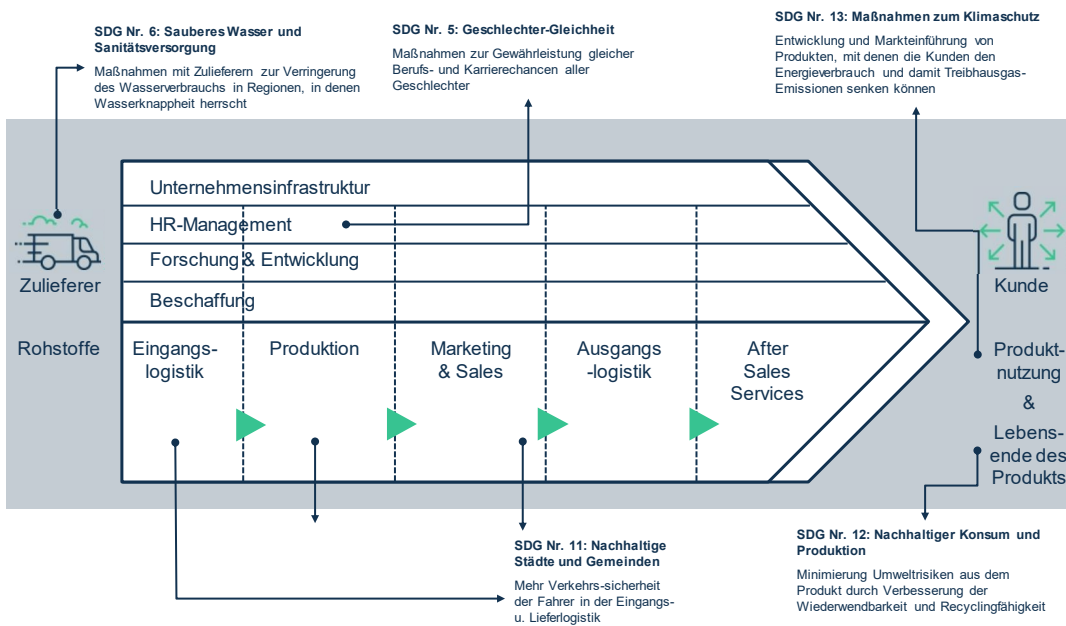 SDG Nr. 6: Sauberes Wasser und
Sanitätsversorgung
Maßnahmen mit Zulieferern zur Verringerung
des Wasserverbrauchs in Regionen, in denen
Wasserknappheit herrscht
SDG Nr. 5: Geschlechter-Gleichheit
Maßnahmen zur Gewährleistung gleicher
Berufs- und Karrierechancen aller
Geschlechter
SDG Nr. 13: Maßnahmen zum Klimaschutz
Entwicklung und Markteinführung von
Produkten, mit denen die Kunden den
Energieverbrauch und damit Treibhausgas-
Emissionen senken können
Unternehmensinfrastruktur
HR-Management
Forschung & Entwicklung
Beschaffung
Zulieferer
Rohstoffe
Eingangs-
logistik
Produktion
Marketing
& Sales
Ausgangs
-logistik
After
Sales
Services
Kunde
Produkt-
nutzung
&
Lebens-
ende des
Produkts
SDG Nr. 11: Nachhaltige
Städte und Gemeinden
Mehr Verkehrs-sicherheit
der Fahrer in der Eingangs-
u. Lieferlogistik
SDG Nr. 12: Nachhaltiger Konsum und
Produktion
Minimierung Umweltrisiken aus dem
Produkt durch Verbesserung der
Wiederwendbarkeit und Recyclingfähigkeit